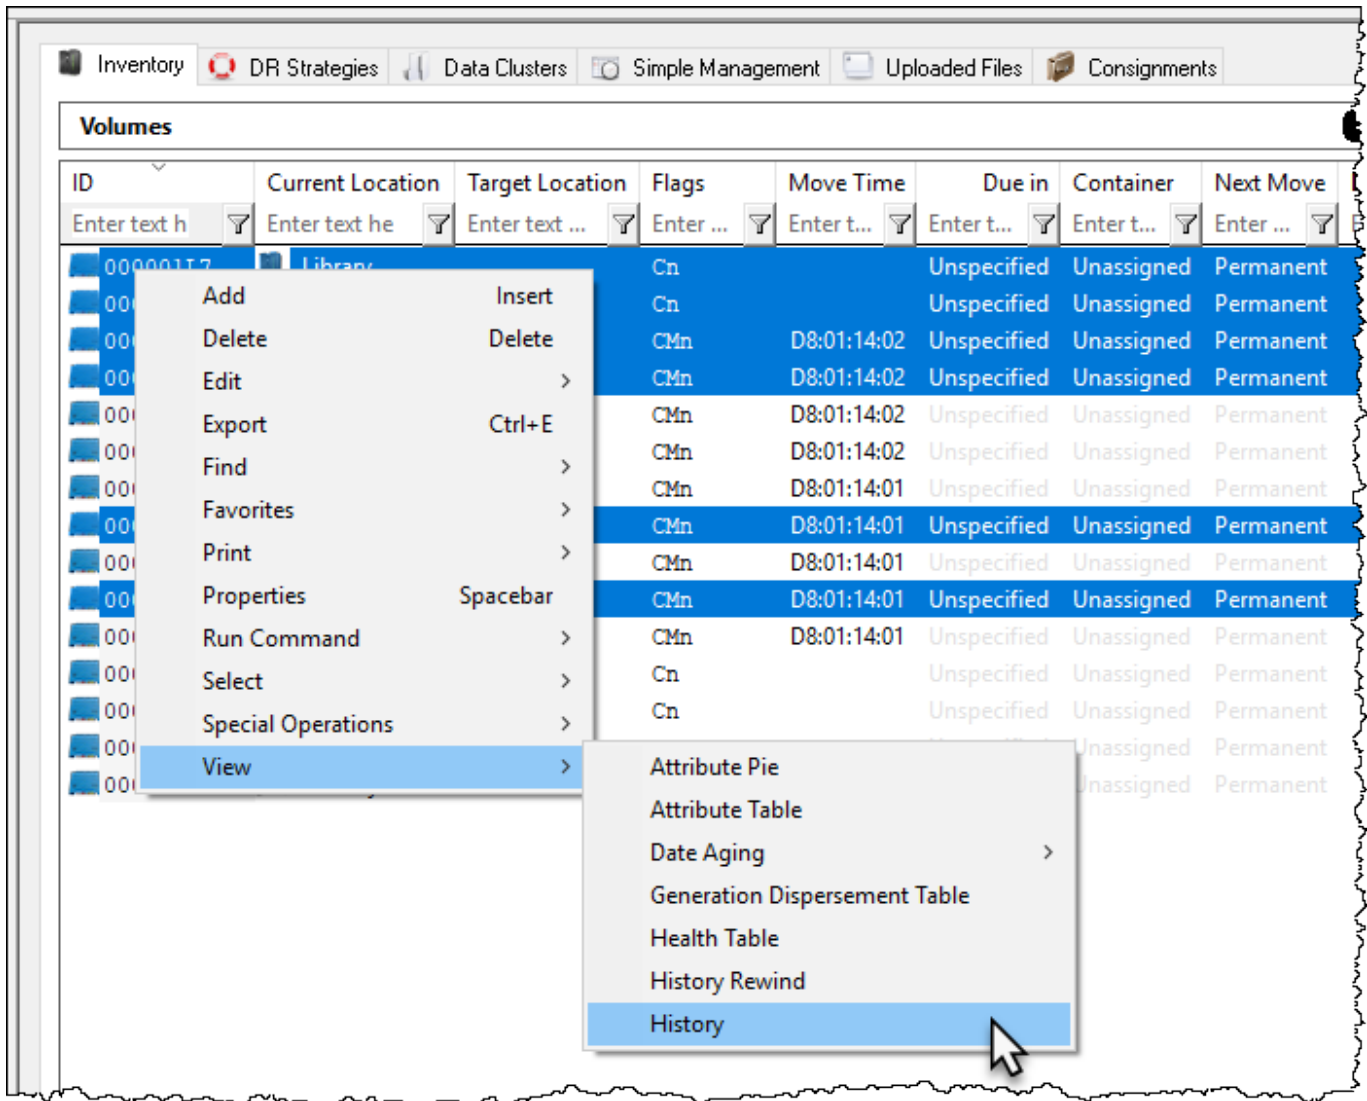 Inventory DR Strategies Data Clusters Simple Management Uploaded Files Consignments
Volumes
ID Current Location Target Location Flags Move Time Due in Container Next Move
Enter text h Enter text he Enter text ... Enter ... Enter t... Enter t... Enter t... Enter ...
000001L7 Library Cn Unspecified Unassigned Permanent
Add Insert
Cn Unspecified Unassigned Permanent
Delete Delete
CMn D8:01:14:02 Unspecified Unassigned Permanent
Edit
CMn D8:01:14:02 Unspecified Unassigned Permanent
Export Ctrl+E
CMn D8:01:14:02 Unspecified Unassigned Permanent
Find
CMn D8:01:14:02 Unspecified Unassigned Permanent
CMn D8:01:14:01 Unspecified Unassigned Permanent
Favorites
CMn D8:01:14:01 Unspecified Unassigned Permanent
Print
CMn D8:01:14:01 Unspecified Unassigned Permanent
Properties Spacebar
CMn D8:01:14:01 Unspecified Unassigned Permanent
Run Command
CMn D8:01:14:01 Unspecified Unassigned Permanent
Select
Cn Unspecified Unassigned Permanent
Special Operations
Cn Unspecified Unassigned Permanent
Unassigned Permanent
View
Unassigned Permanent
Attribute Pie
Attribute Table
Date Aging
Generation Dispersement Table
Health Table
History Rewind
History